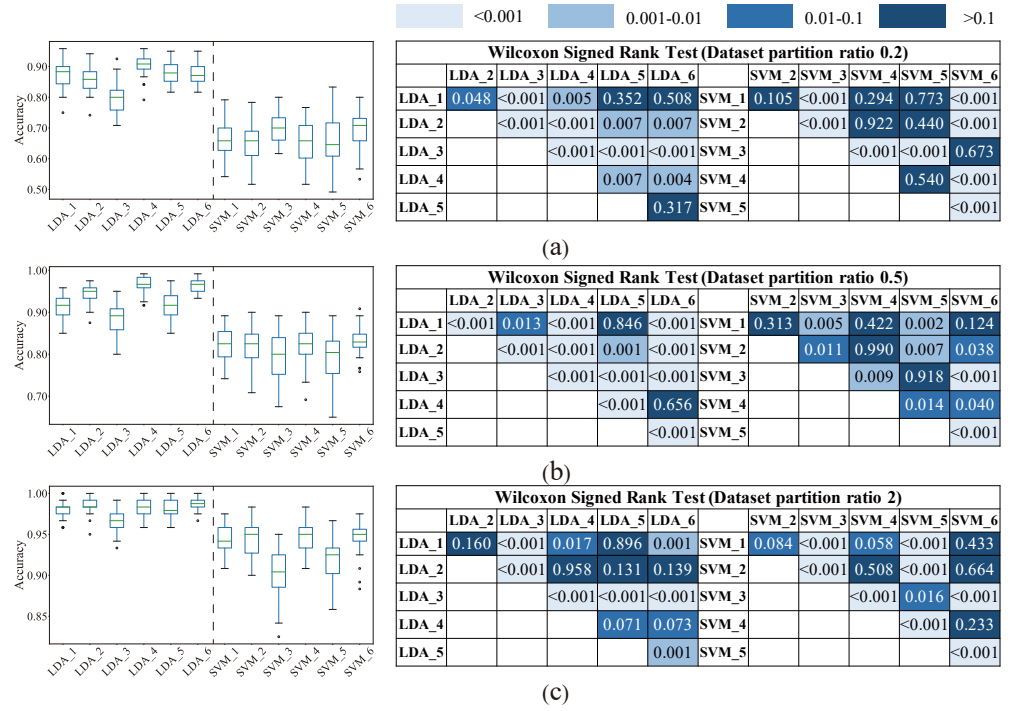 <0.001 0.001-0.01 0.01-0.1 >0.1
Accuracy
0.90
0.80
0.70
0.60
0.50
LDA_1 LDA_2 LDA_3 LDA_4 LDA_5 LDA_6 SVM_1 SVM_2 SVM_3 SVM_4 SVM_5 SVM_6
Wilcoxon Signed Rank Test (Dataset partition ratio 0.2)
LDA_2 LDA_3 LDA_4 LDA_5 LDA_6 SVM_2 SVM_3 SVM_4 SVM_5 SVM_6
LDA_1 0.048 <0.001 0.005 0.352 0.508 SVM_1 0.105 <0.001 0.294 0.773 <0.001
LDA_2 <0.001 <0.001 0.007 0.007 SVM_2 <0.001 0.922 0.440 <0.001
LDA_3 <0.001 <0.001 <0.001 SVM_3 <0.001 <0.001 0.673
LDA_4 0.007 0.004 SVM_4 0.540 <0.001
LDA_5 0.317 SVM_5 <0.001
(a)
Accuracy
1.00
0.90
0.80
0.70
LDA_1 LDA_2 LDA_3 LDA_4 LDA_5 LDA_6 SVM_1 SVM_2 SVM_3 SVM_4 SVM_5 SVM_6
Wilcoxon Signed Rank Test (Dataset partition ratio 0.5)
LDA_2 LDA_3 LDA_4 LDA_5 LDA_6 SVM_2 SVM_3 SVM_4 SVM_5 SVM_6
LDA_1 <0.001 0.013 <0.001 0.846 <0.001 SVM_1 0.313 0.005 0.422 0.002 0.124
LDA_2 <0.001 <0.001 0.001 <0.001 SVM_2 0.011 0.990 0.007 0.038
LDA_3 <0.001 <0.001 <0.001 SVM_3 0.009 0.918 <0.001
LDA_4 <0.001 0.656 SVM_4 0.014 0.040
LDA_5 <0.001 SVM_5 <0.001
(b)
Accuracy
1.00
0.95
0.90
0.85
LDA_1 LDA_2 LDA_3 LDA_4 LDA_5 LDA_6 SVM_1 SVM_2 SVM_3 SVM_4 SVM_5 SVM_6
Wilcoxon Signed Rank Test (Dataset partition ratio 2)
LDA_2 LDA_3 LDA_4 LDA_5 LDA_6 SVM_2 SVM_3 SVM_4 SVM_5 SVM_6
LDA_1 0.160 <0.001 0.017 0.896 0.001 SVM_1 0.084 <0.001 0.058 <0.001 0.433
LDA_2 <0.001 0.958 0.131 0.139 SVM_2 <0.001 0.508 <0.001 0.664
LDA_3 <0.001 <0.001 <0.001 SVM_3 <0.001 0.016 <0.001
LDA_4 0.071 0.073 SVM_4 <0.001 0.233
LDA_5 0.001 SVM_5 <0.001
(c)